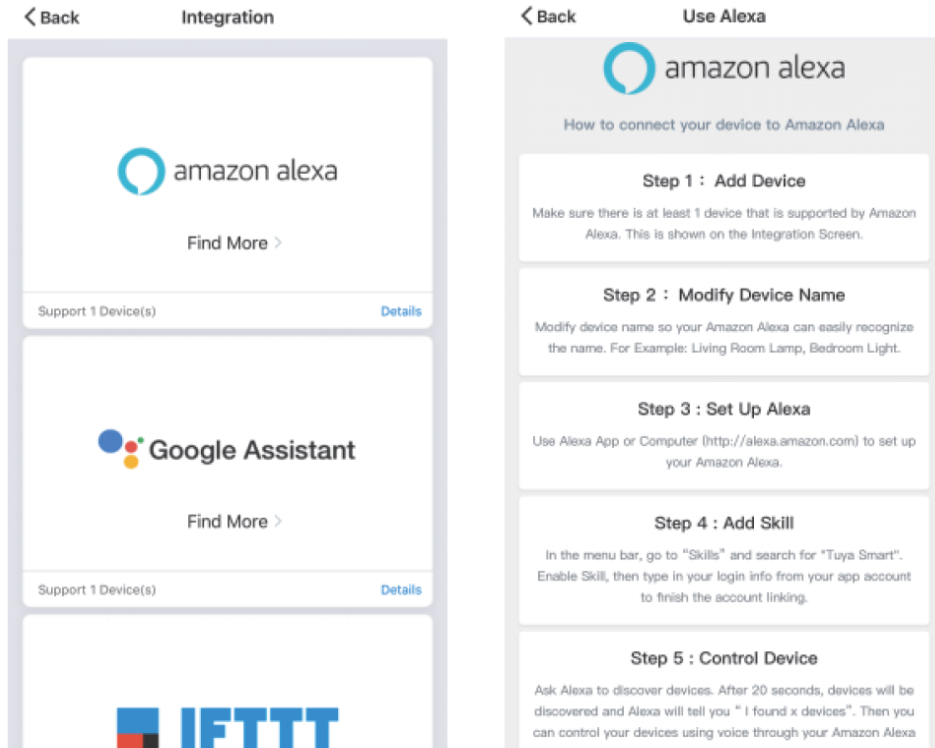 Back
Integration
amazon alexa
Find More
Support 1 Device(s)
Details
Google Assistant
Find More
Support 1 Device(s)
Details
IFTTT
Back
Use Alexa
amazon alexa
How to connect your device to Amazon Alexa
Step 1 : Add Device
Make sure there is at least 1 device that is supported by Amazon
Alexa. This is shown on the Integration Screen.
Step 2 : Modify Device Name
Modify device name so your Amazon Alexa can easily recognize
the name. For Example: Living Room Lamp, Bedroom Light.
Step 3 : Set Up Alexa
Use Alexa App or Computer (http://alexa.amazon.com) to set up
your Amazon Alexa.
Step 4 : Add Skill
In the menu bar, go to “Skills” and search for "Tuya Smart".
Enable Skill, then type in your login info from your app account
to finish the account linking.
Step 5 : Control Device
Ask Alexa to discover devices. After 20 seconds, devices will be
discovered and Alexa will tell you “ I found x devices”. Then you
can control your devices using voice through your Amazon Alexa